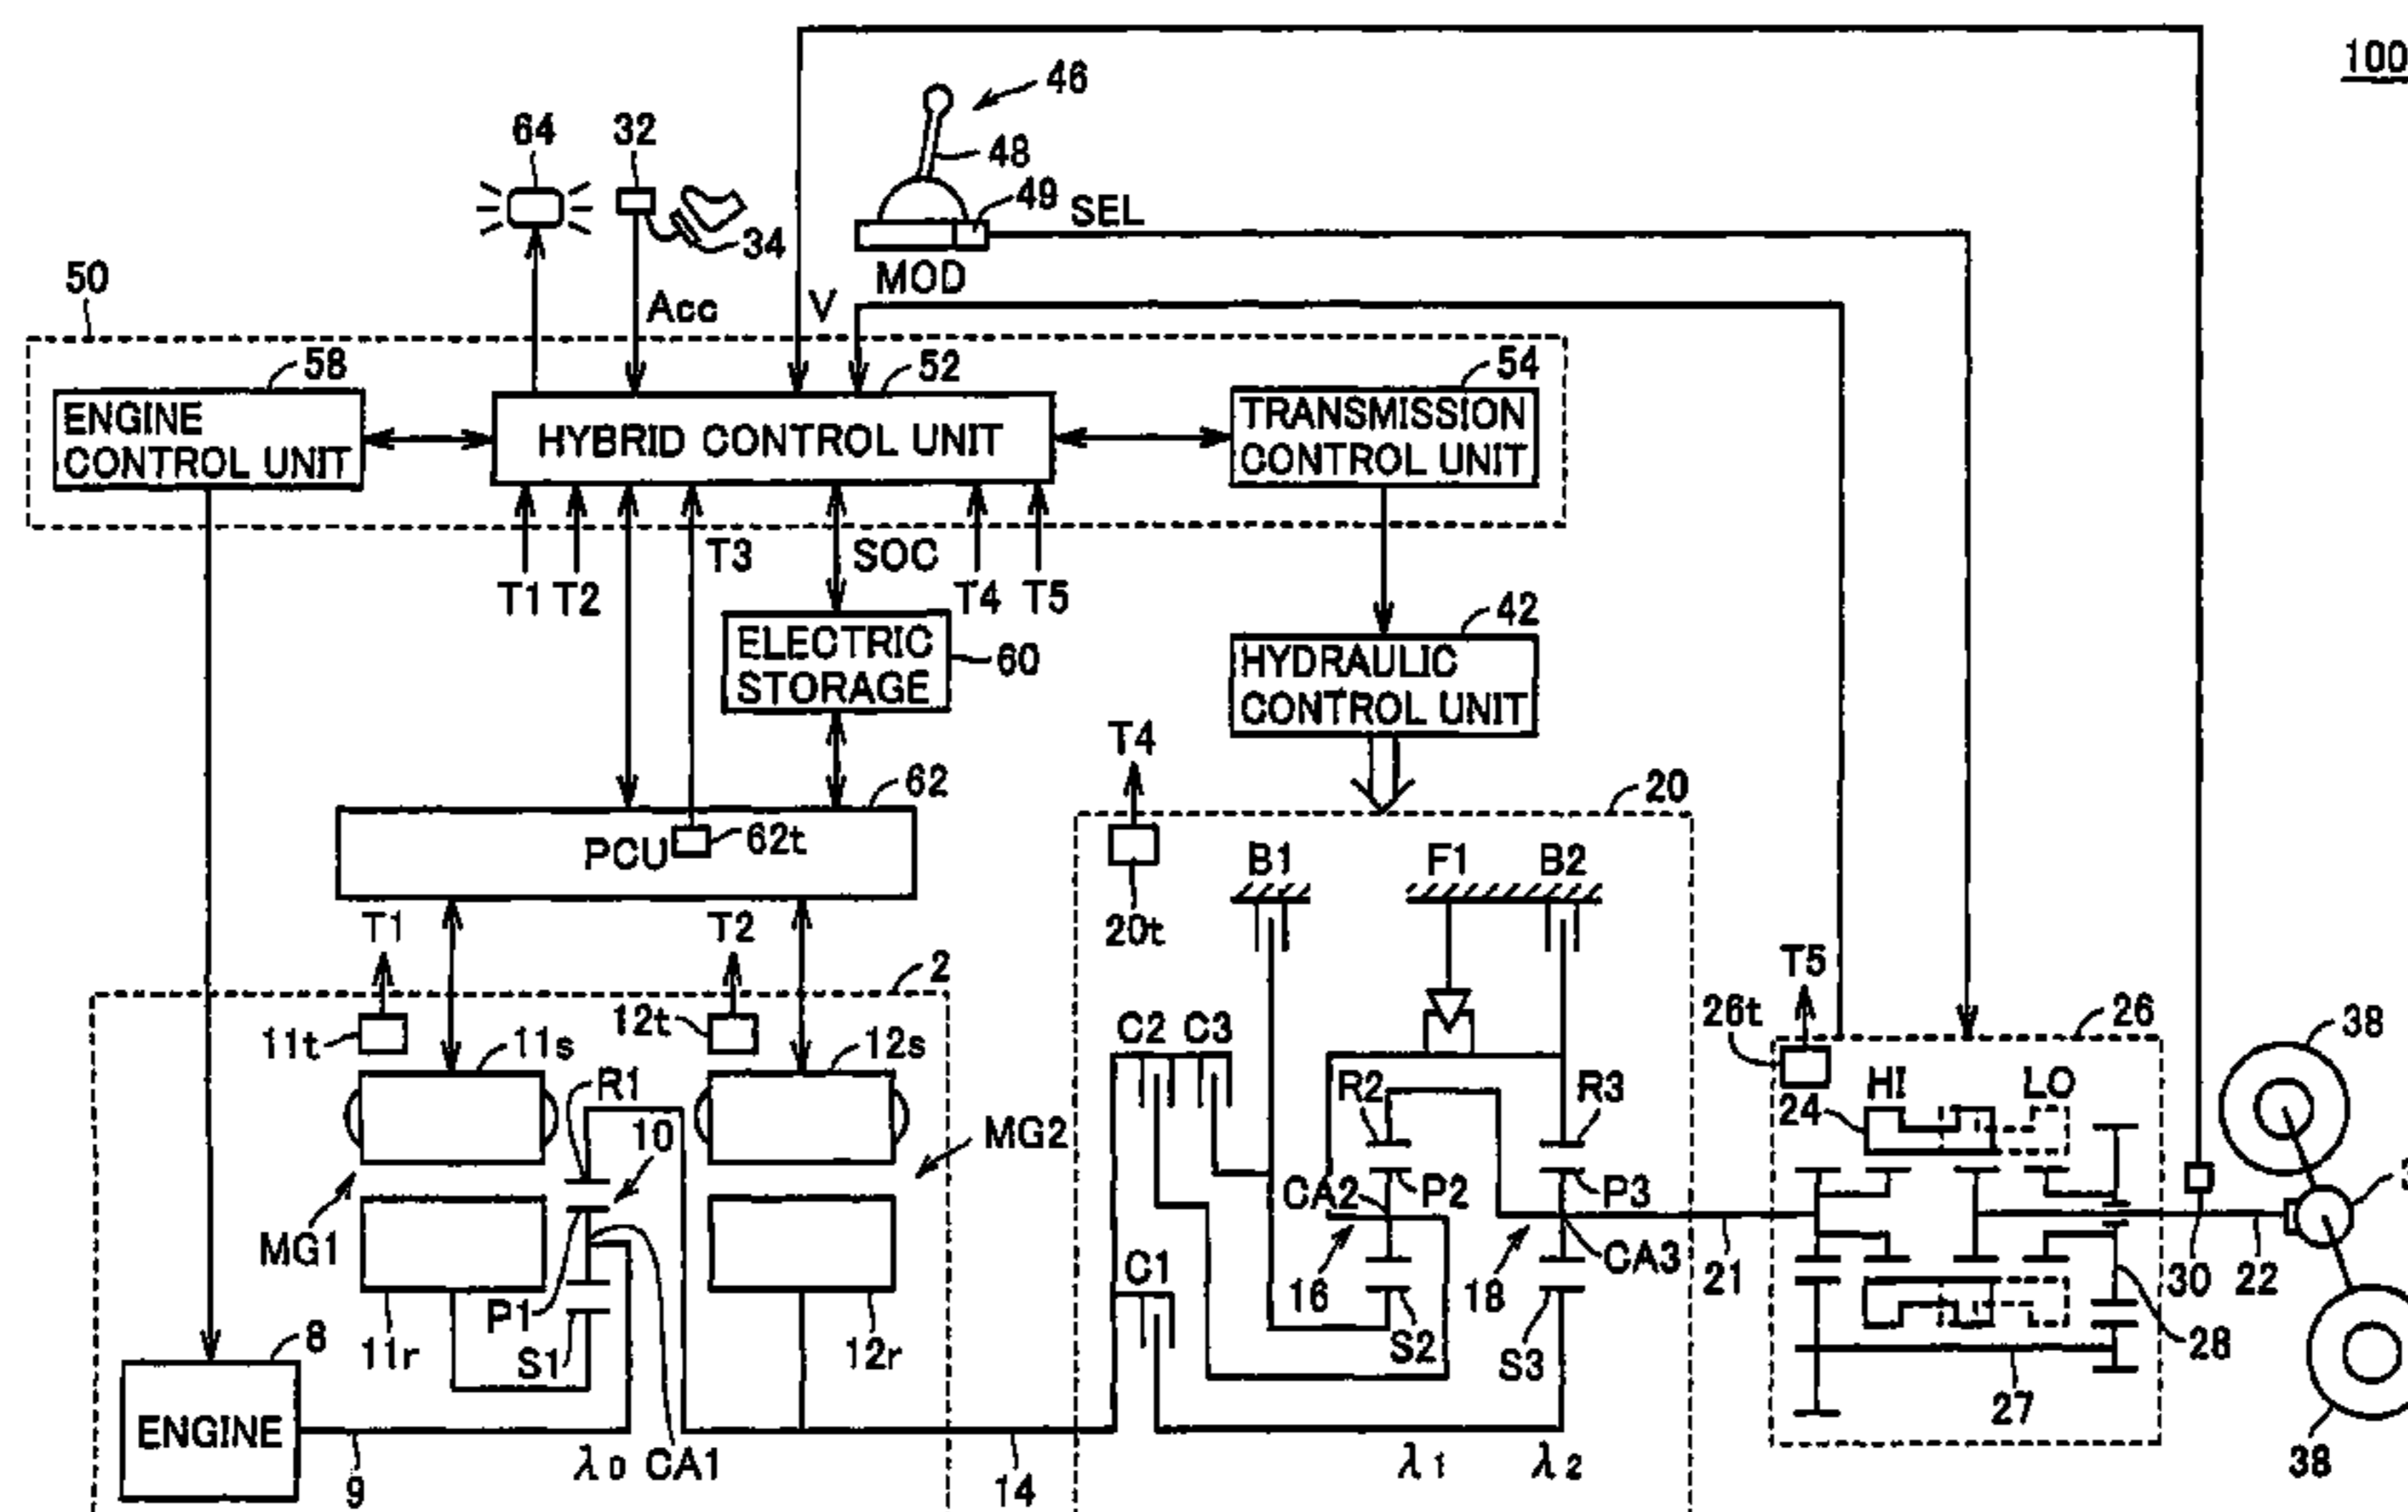 100
46
64
32
48
49
SEL
34
MOD
50
Acc
V
58
52
54
ENGINE
CONTROL UNIT
HYBRID CONTROL UNIT
TRANSMISSION
CONTROL UNIT
T3
SOC
T1
T2
T4
T5
42
ELECTRIC
STORAGE
60
HYDRAULIC
CONTROL UNIT
T4
62
20
PCU
62t
B1
F1
B2
T1
T2
20t
2
T5
11t
12t
C2
C3
26t
26
38
11s
12s
R1
R2
R3
HI
LO
24
10
MG2
CA2
P2
P3
MG1
C1
16
18
CA3
21
30
22
P1
8
11r
S1
12r
S2
S3
28
27
ENGINE
9
λ0
CA1
14
λ1
λ2
38